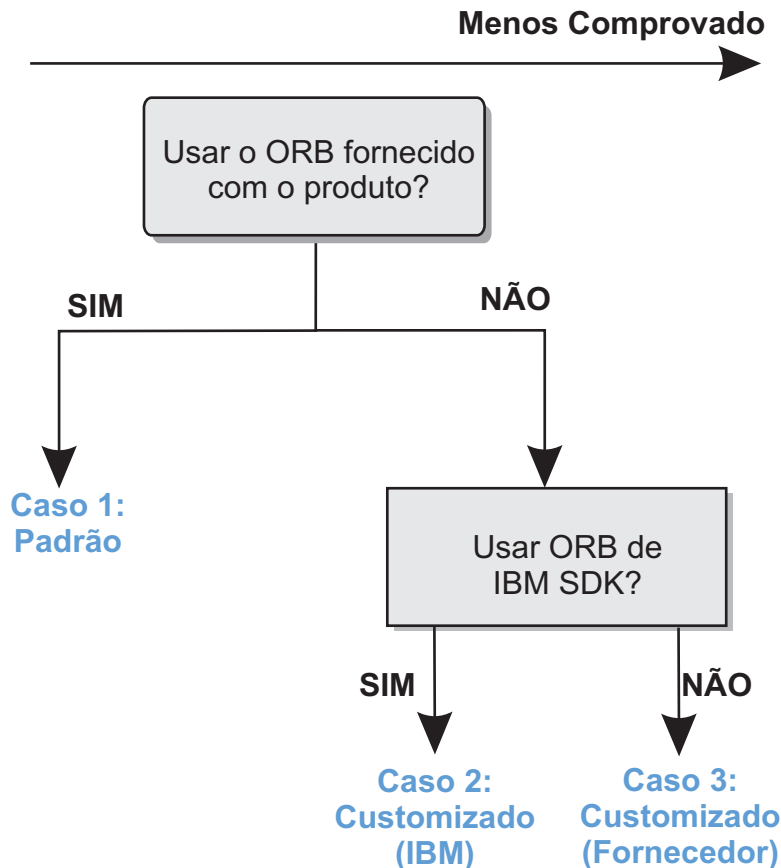 Menos Comprovado
Usar o ORB fornecido
com o produto?
SIM
NÃO
Caso 1:
Padrão
Usar ORB de
IBM SDK?
SIM
NÃO
Caso 2:
Customizado
(IBM)
Caso 3:
Customizado
(Fornecedor)